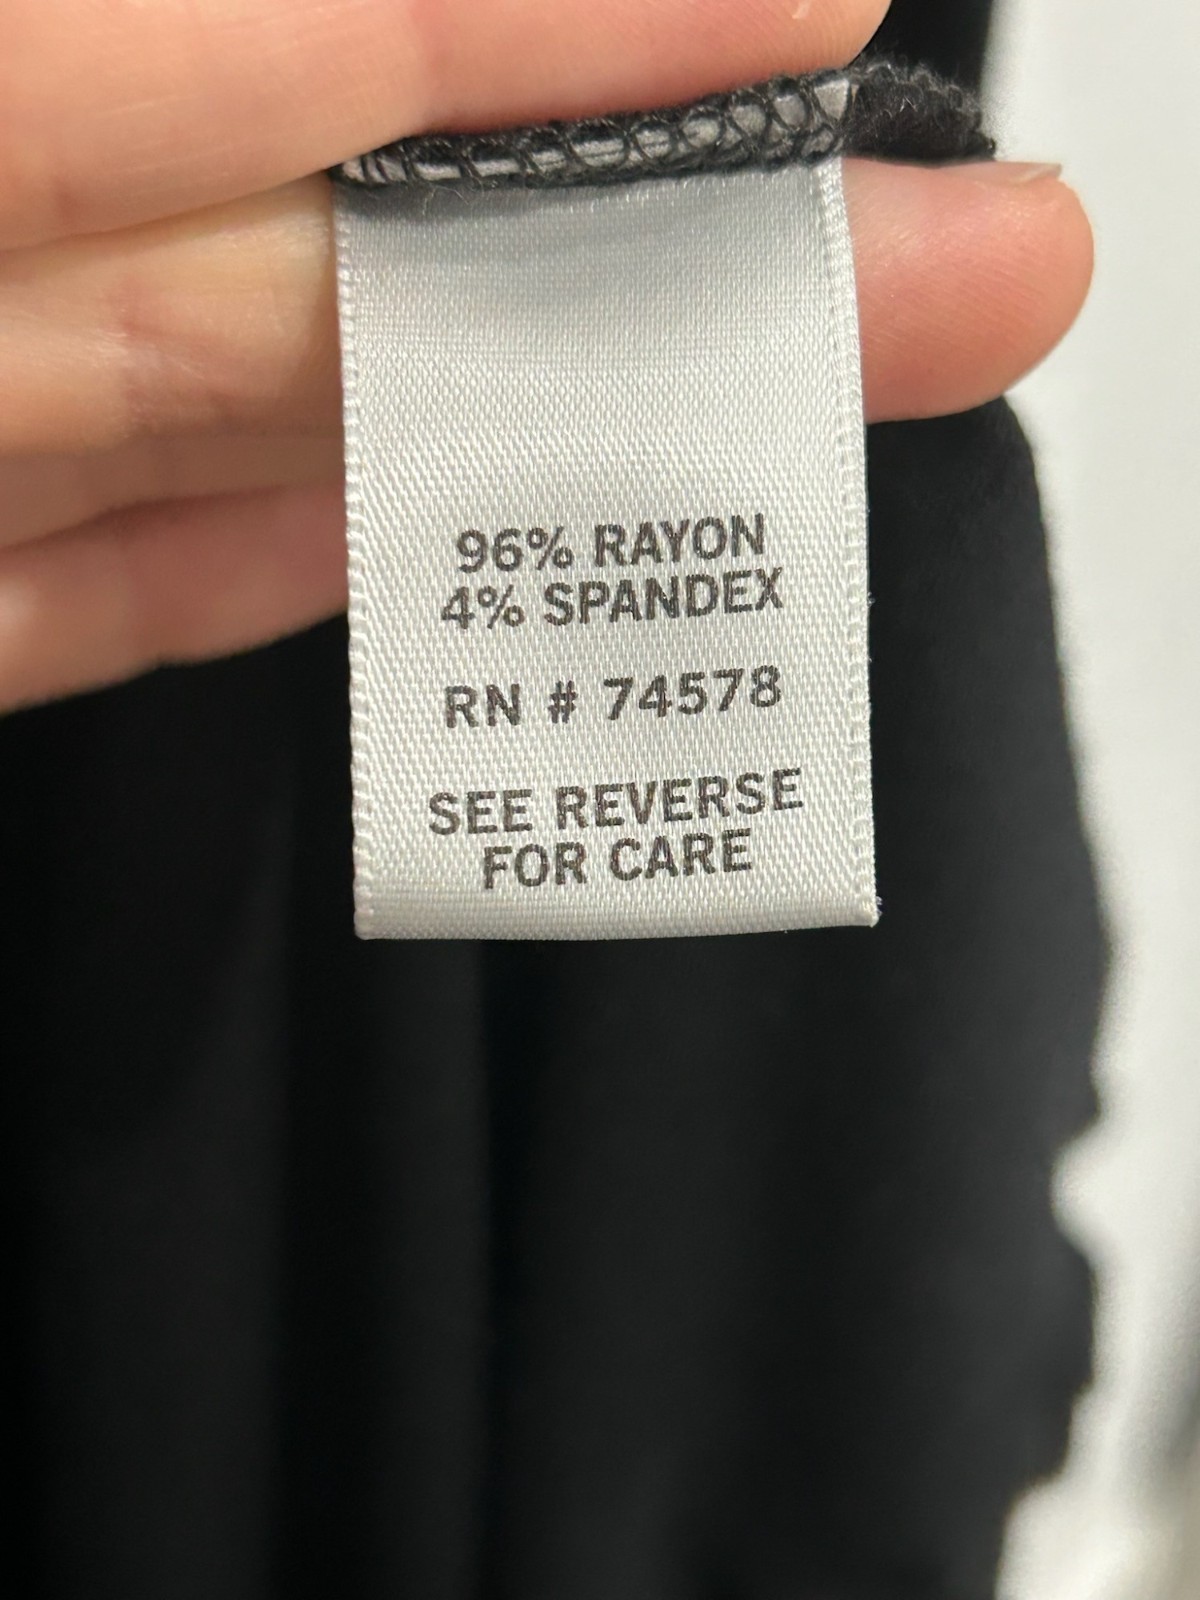 96% RAYON
4% SPANDEX
RN # 74578
SEE REVERSE
FOR CARE